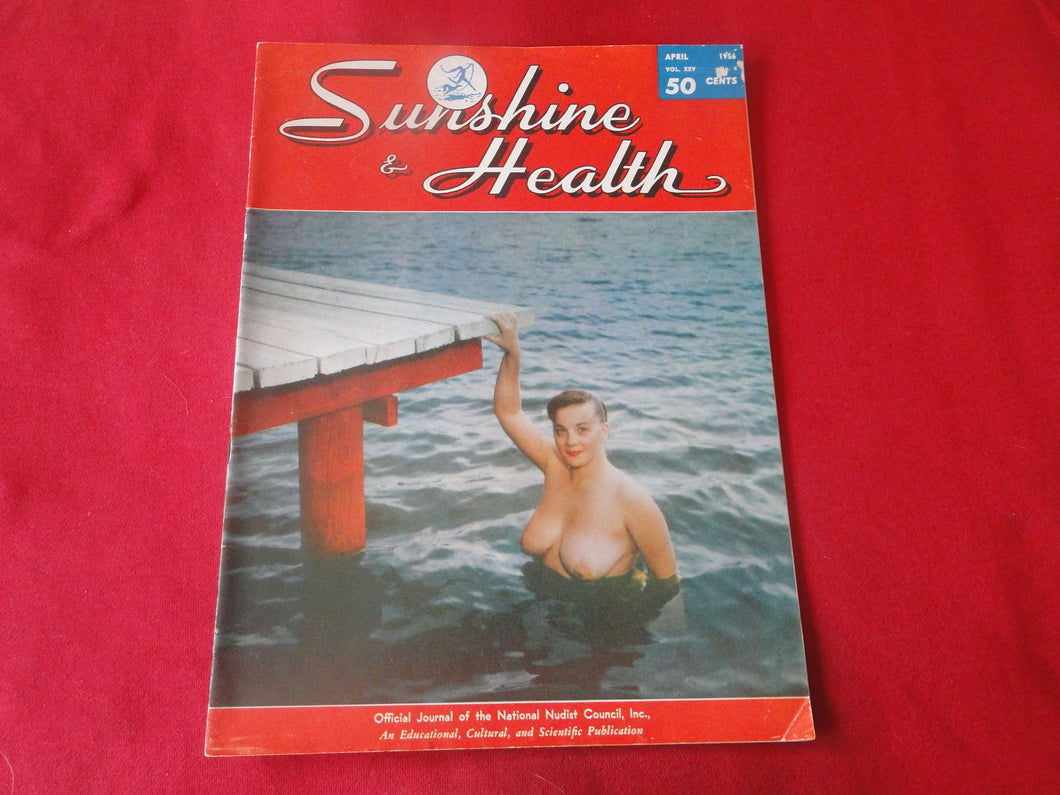 Sunshine
& Health
APRIL 1956
VOL. XXV
50 CENTS
Official Journal of the National Nudist Council, Inc.,
An Educational, Cultural, and Scientific Publication